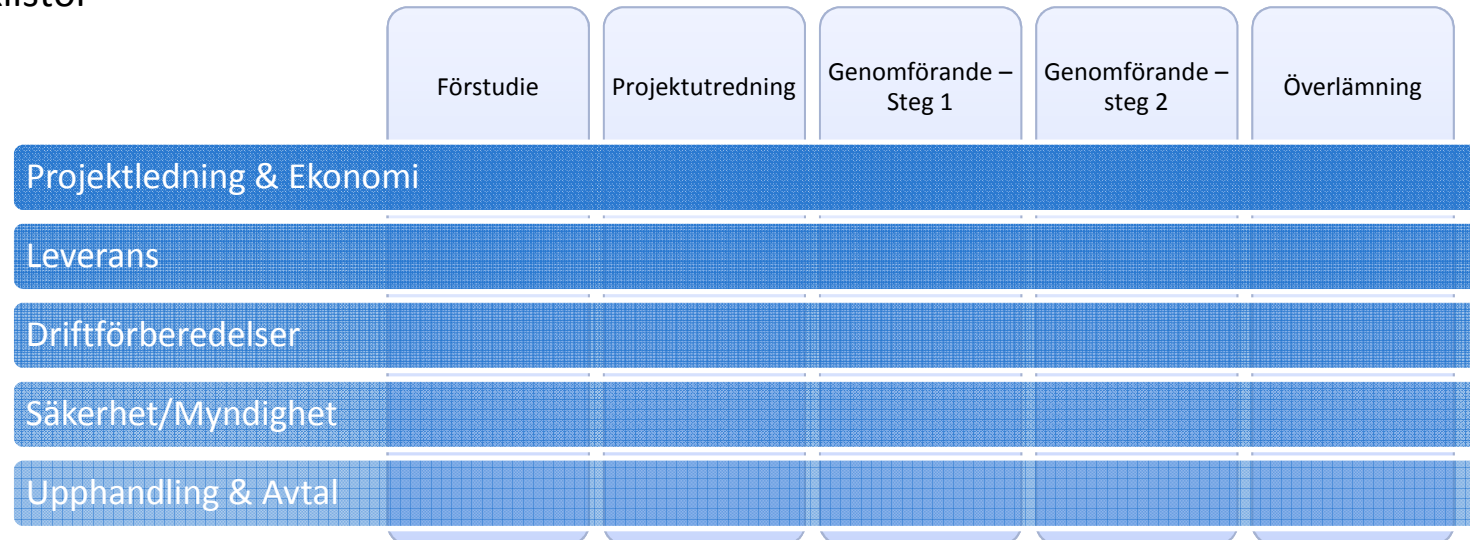 Förstudie
Projektutredning
Genomförande –
Steg 1
Genomförande –
steg 2
Överlämning
Projektledning & Ekonomi
Leverans
Driftförberedelser
Säkerhet/Myndighet
Upphandling & Avtal